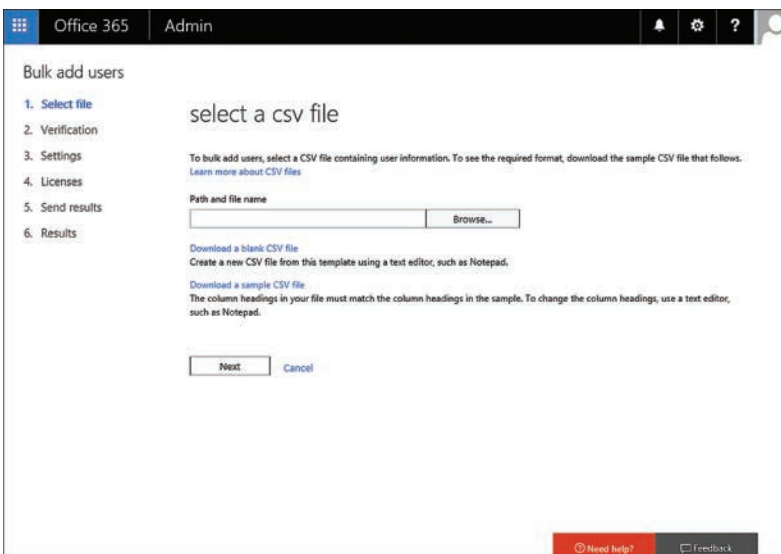 Office 365 Admin
?
Bulk add users
1. Select file
2. Verification
3. Settings
4. Licenses
5. Send results
6. Results
select a csv file
To bulk add users, select a CSV file containing user information. To see the required format, download the sample CSV file that follows.
Learn more about CSV files
Path and file name
Browse...
Download a blank CSV file
Create a new CSV file from this template using a text editor, such as Notepad.
Download a sample CSV file
The column headings in your file must match the column headings in the sample. To change the column headings, use a text editor,
such as Notepad.
Next Cancel
Need help? Feedback